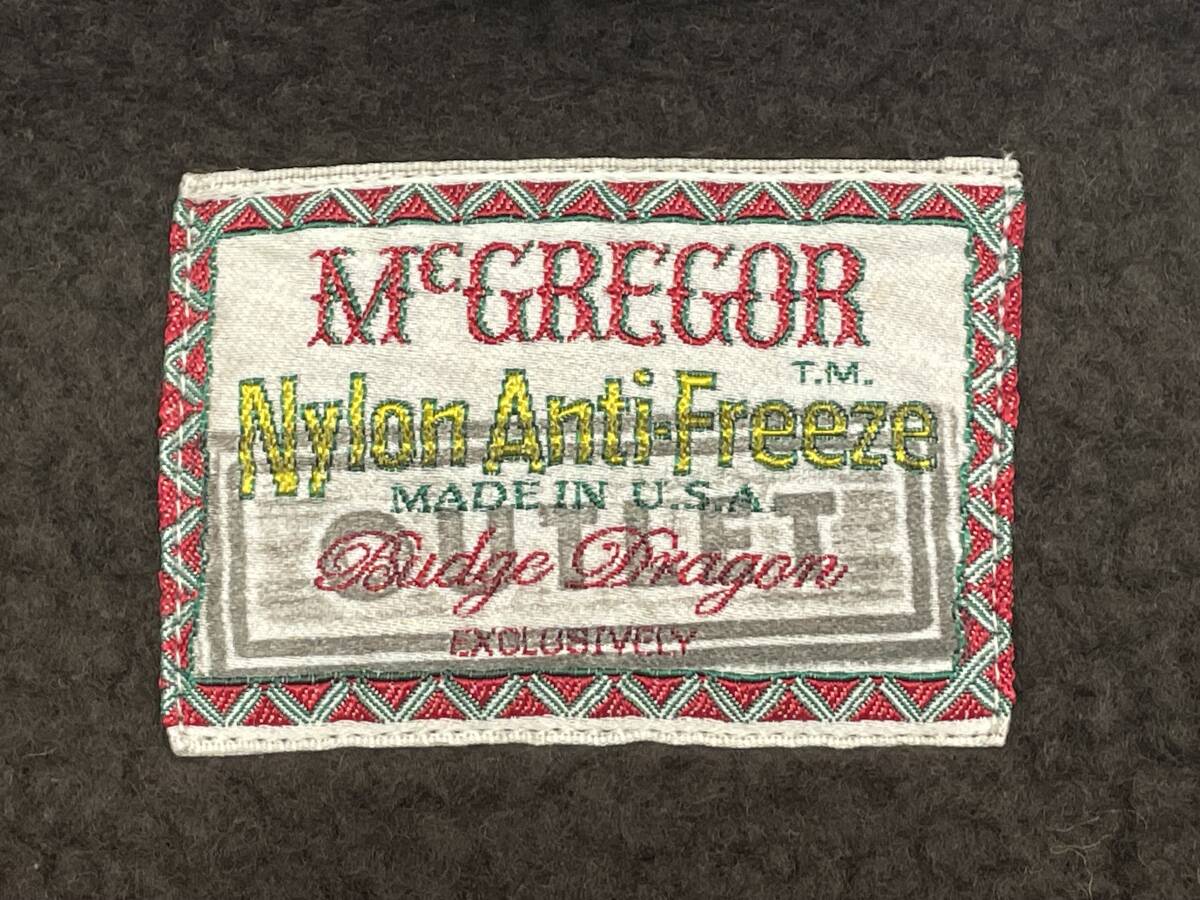 McGREGOR
T.M.
Nylon Anti-Freeze
MADE IN U.S.A.
OUTLET
Budge Dragon
EXCLUSIVELY